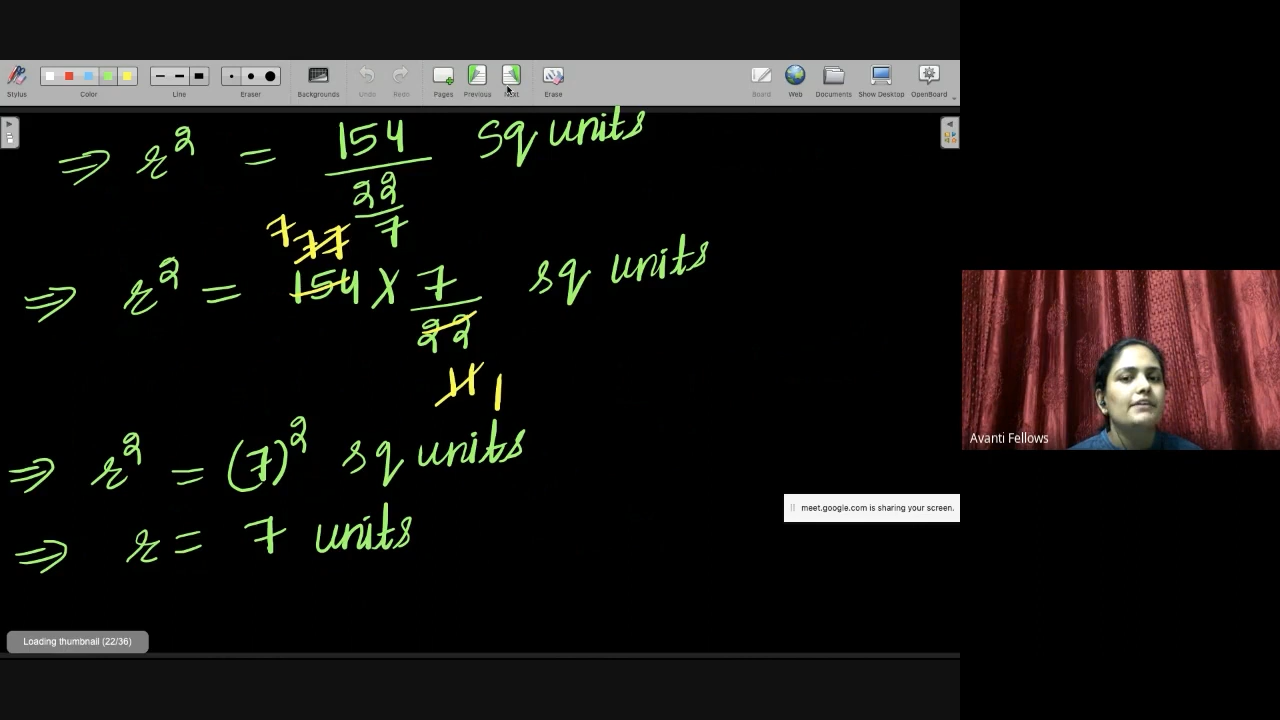 Stylus Color Line Eraser Backgrounds Undo Redo Pages Previous Next Erase Board Web Documents Show Desktop OpenBoard
⇒ r² = 154 / (22/7) sq units
7 77
⇒ r² = 154 × 7/22 sq units
11 1
⇒ r² = (7)² sq units
⇒ r = 7 units
Avanti Fellows
meet.google.com is sharing your screen.
Loading thumbnail (22/36)